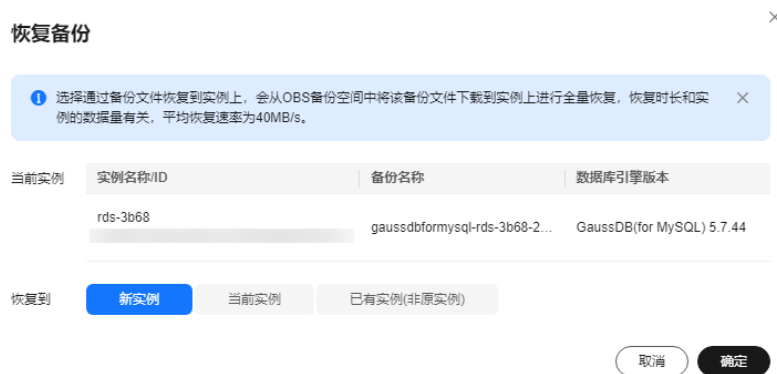 恢复备份
选择通过备份文件恢复到实例上，会从OBS备份空间中将该备份文件下载到实例上进行全量恢复，恢复时长和实
例的数据量有关，平均恢复速率为40MB/s。
当前实例 实例名称/ID 备份名称 数据库引擎版本
rds-3b68
gaussdbformysql-rds-3b68-2... GaussDB(for MySQL) 5.7.44
恢复到 新实例 当前实例 已有实例(非原实例)
取消 确定